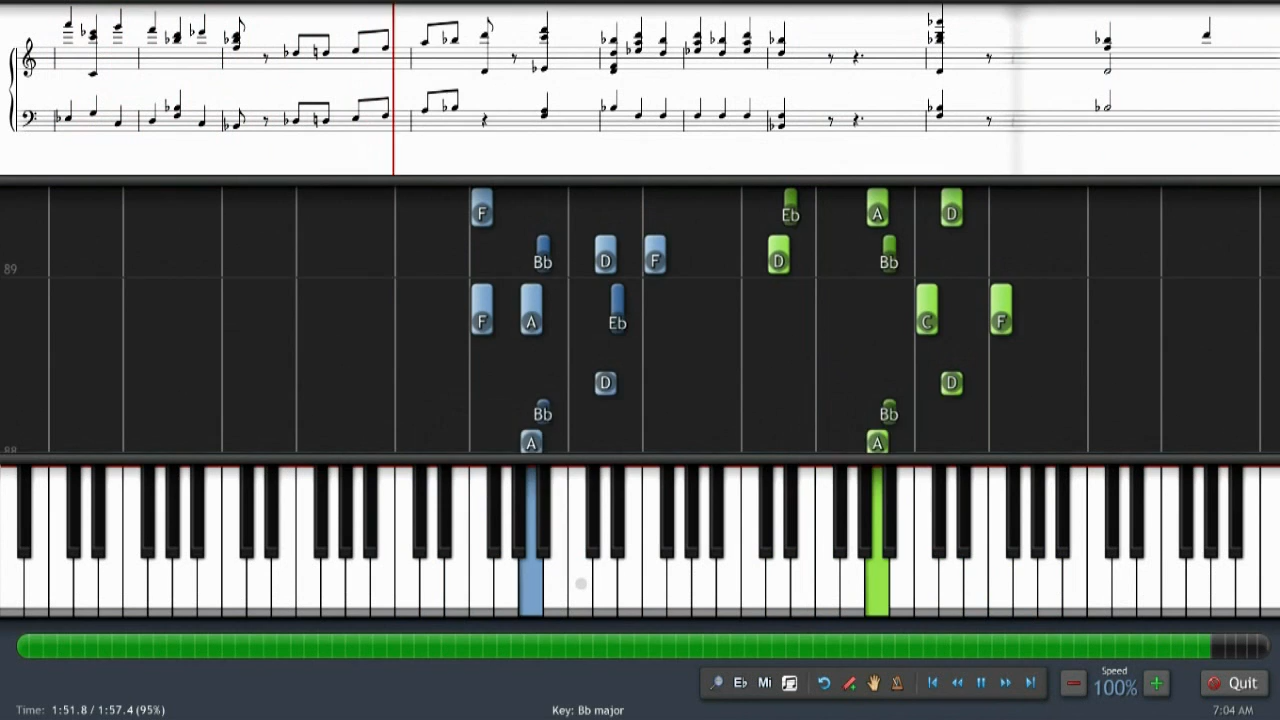 F Eb A D
89
Bb D F D Bb
F A Eb C F
D D
Bb Bb
88
A A
Speed
Eb Mi 100% Quit
Time: 1:51.8 / 1:57.4 (95%) Key: Bb major 7:04 AM